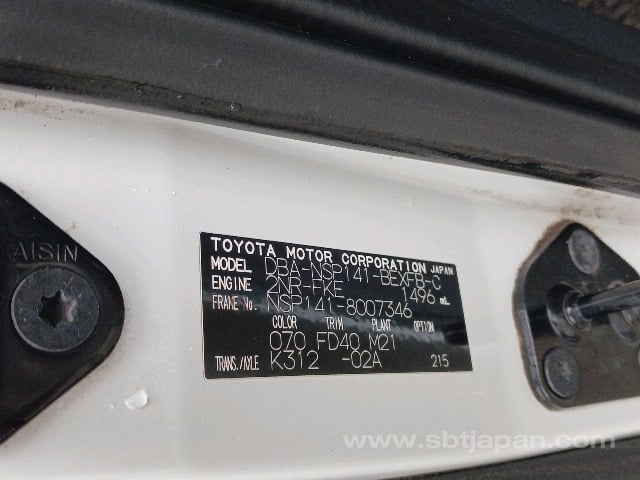 AISIN
TOYOTA MOTOR CORPORATION JAPAN
MODEL DBA-NSP141-BEXFB-C
ENGINE 2NR-FKE 1496 mL
FRAME No. NSP141-8007346
COLOR TRIM PLANT OPTION
070 FD40 M21
TRANS./AXLE K312 -02A 215
www.sbtjapan.com